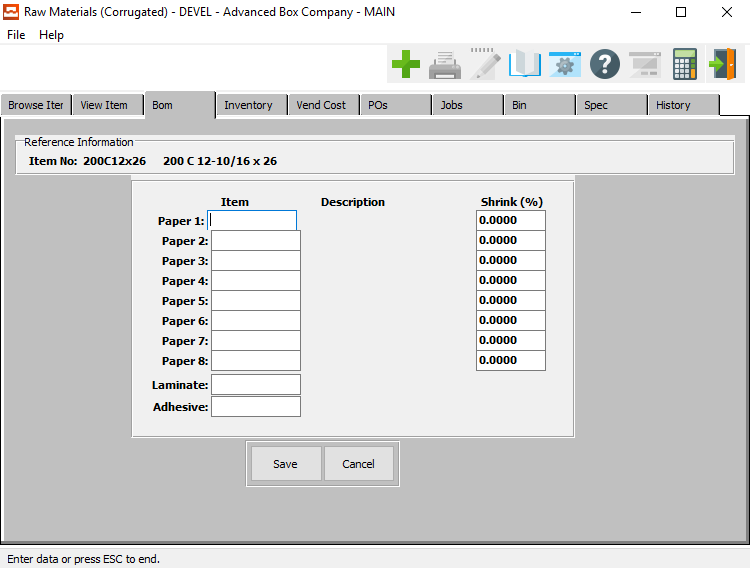 Raw Materials (Corrugated) - DEVEL - Advanced Box Company - MAIN
File Help
Browse Iter View Item Bom Inventory Vend Cost POs Jobs Bin Spec History
Reference Information
Item No: 200C12x26 200 C 12-10/16 x 26
Item Description Shrink (%)
Paper 1: 0.0000
Paper 2: 0.0000
Paper 3: 0.0000
Paper 4: 0.0000
Paper 5: 0.0000
Paper 6: 0.0000
Paper 7: 0.0000
Paper 8: 0.0000
Laminate:
Adhesive:
Save Cancel
Enter data or press ESC to end.